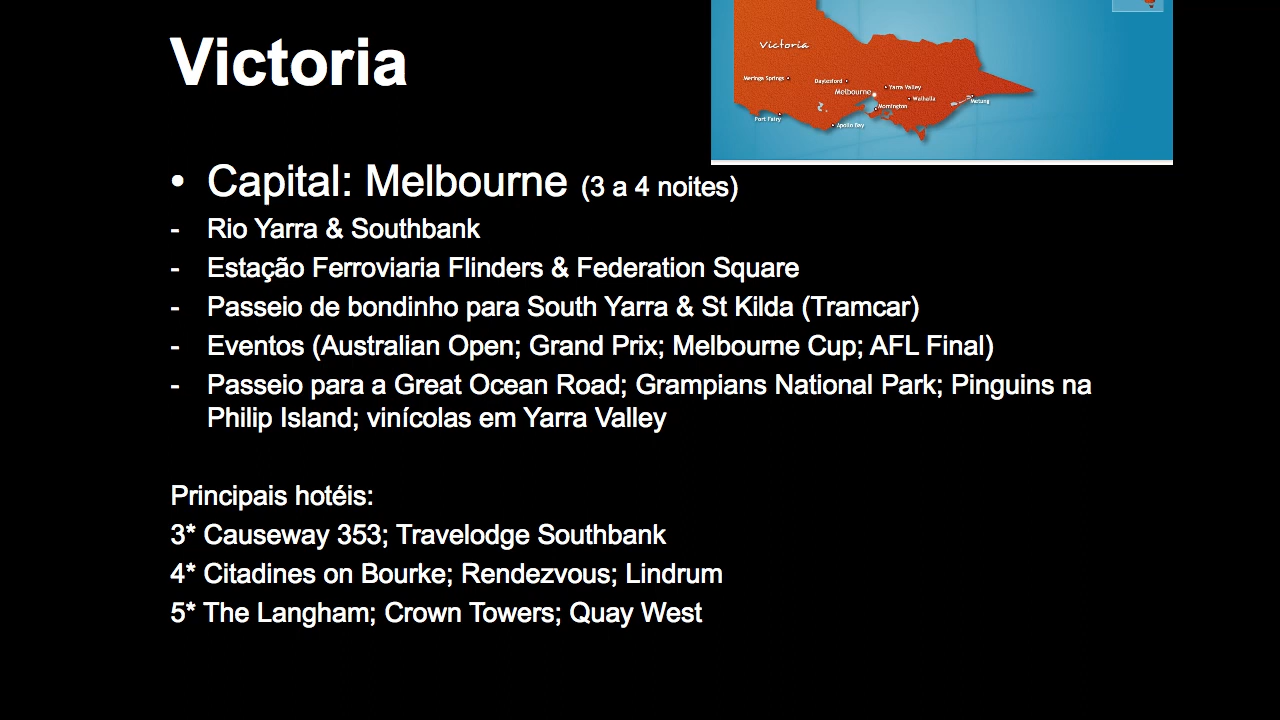 Victoria
Victoria
Meringa Springs
Daylesford
Melbourne
Yarra Valley
Walhalla
Mornington
Metung
Port Fairy
Apollo Bay
• Capital: Melbourne (3 a 4 noites)
- Rio Yarra & Southbank
- Estação Ferroviaria Flinders & Federation Square
- Passeio de bondinho para South Yarra & St Kilda (Tramcar)
- Eventos (Australian Open; Grand Prix; Melbourne Cup; AFL Final)
- Passeio para a Great Ocean Road; Grampians National Park; Pinguins na
Philip Island; vinícolas em Yarra Valley
Principais hotéis:
3* Causeway 353; Travelodge Southbank
4* Citadines on Bourke; Rendezvous; Lindrum
5* The Langham; Crown Towers; Quay West